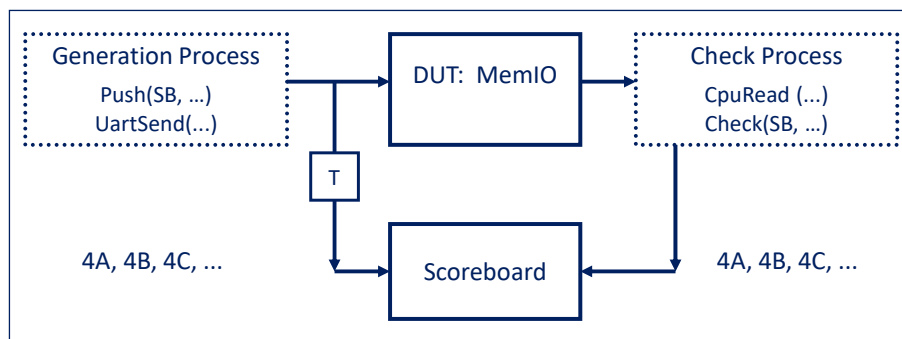 Generation Process
Push(SB, ...)
UartSend(...)
DUT:  MemIO
Check Process
CpuRead (...)
Check(SB, ...)
T
4A, 4B, 4C, ...
Scoreboard
4A, 4B, 4C, ...